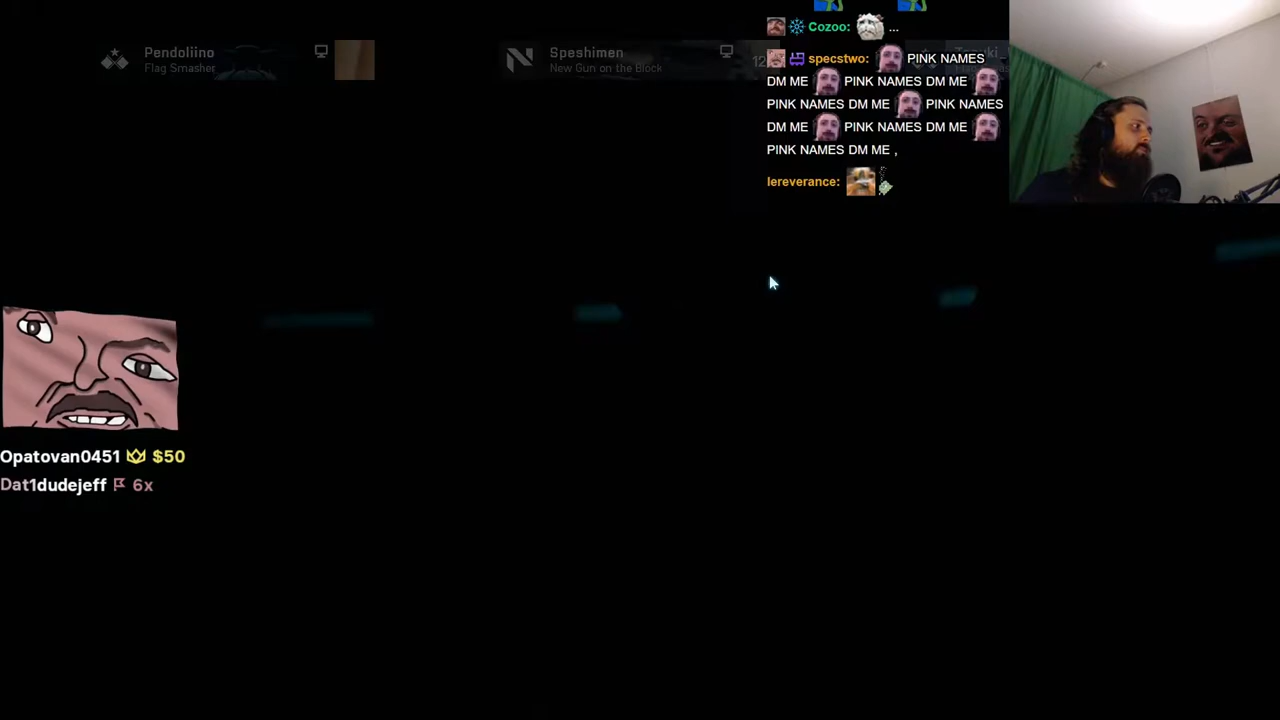 Pendoliino
Flag Smasher
Speshimen
New Gun on the Block
12
Cozoo: ...
specstwo: PINK NAMES
DM ME PINK NAMES DM ME
PINK NAMES DM ME PINK NAMES
DM ME PINK NAMES DM ME
PINK NAMES DM ME ,
lereverance:
Opatovan0451 $50
Dat1dudejeff 6x